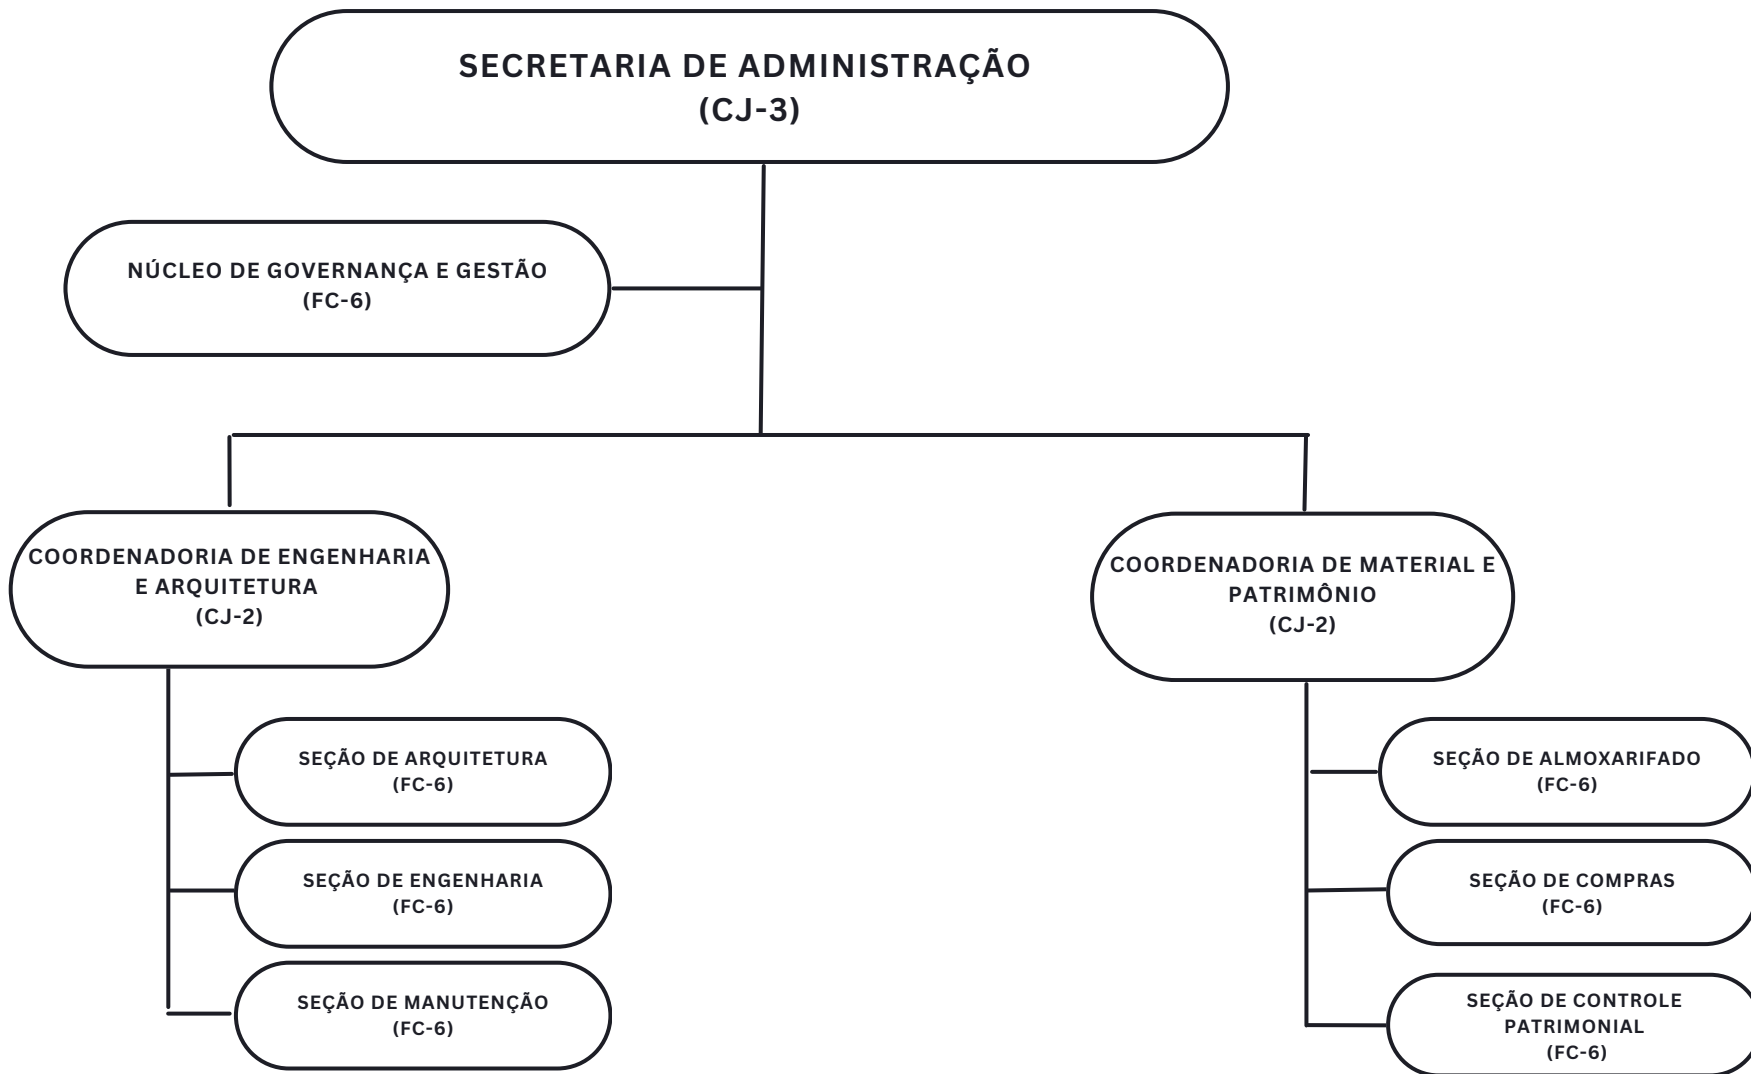 SECRETARIA DE ADMINISTRAÇÃO
(CJ-3)
NÚCLEO DE GOVERNANÇA E GESTÃO
(FC-6)
COORDENADORIA DE ENGENHARIA
E ARQUITETURA
(CJ-2)
SEÇÃO DE ARQUITETURA
(FC-6)
SEÇÃO DE ENGENHARIA
(FC-6)
SEÇÃO DE MANUTENÇÃO
(FC-6)
COORDENADORIA DE MATERIAL E
PATRIMÔNIO
(CJ-2)
SEÇÃO DE ALMOXARIFADO
(FC-6)
SEÇÃO DE COMPRAS
(FC-6)
SEÇÃO DE CONTROLE
PATRIMONIAL
(FC-6)